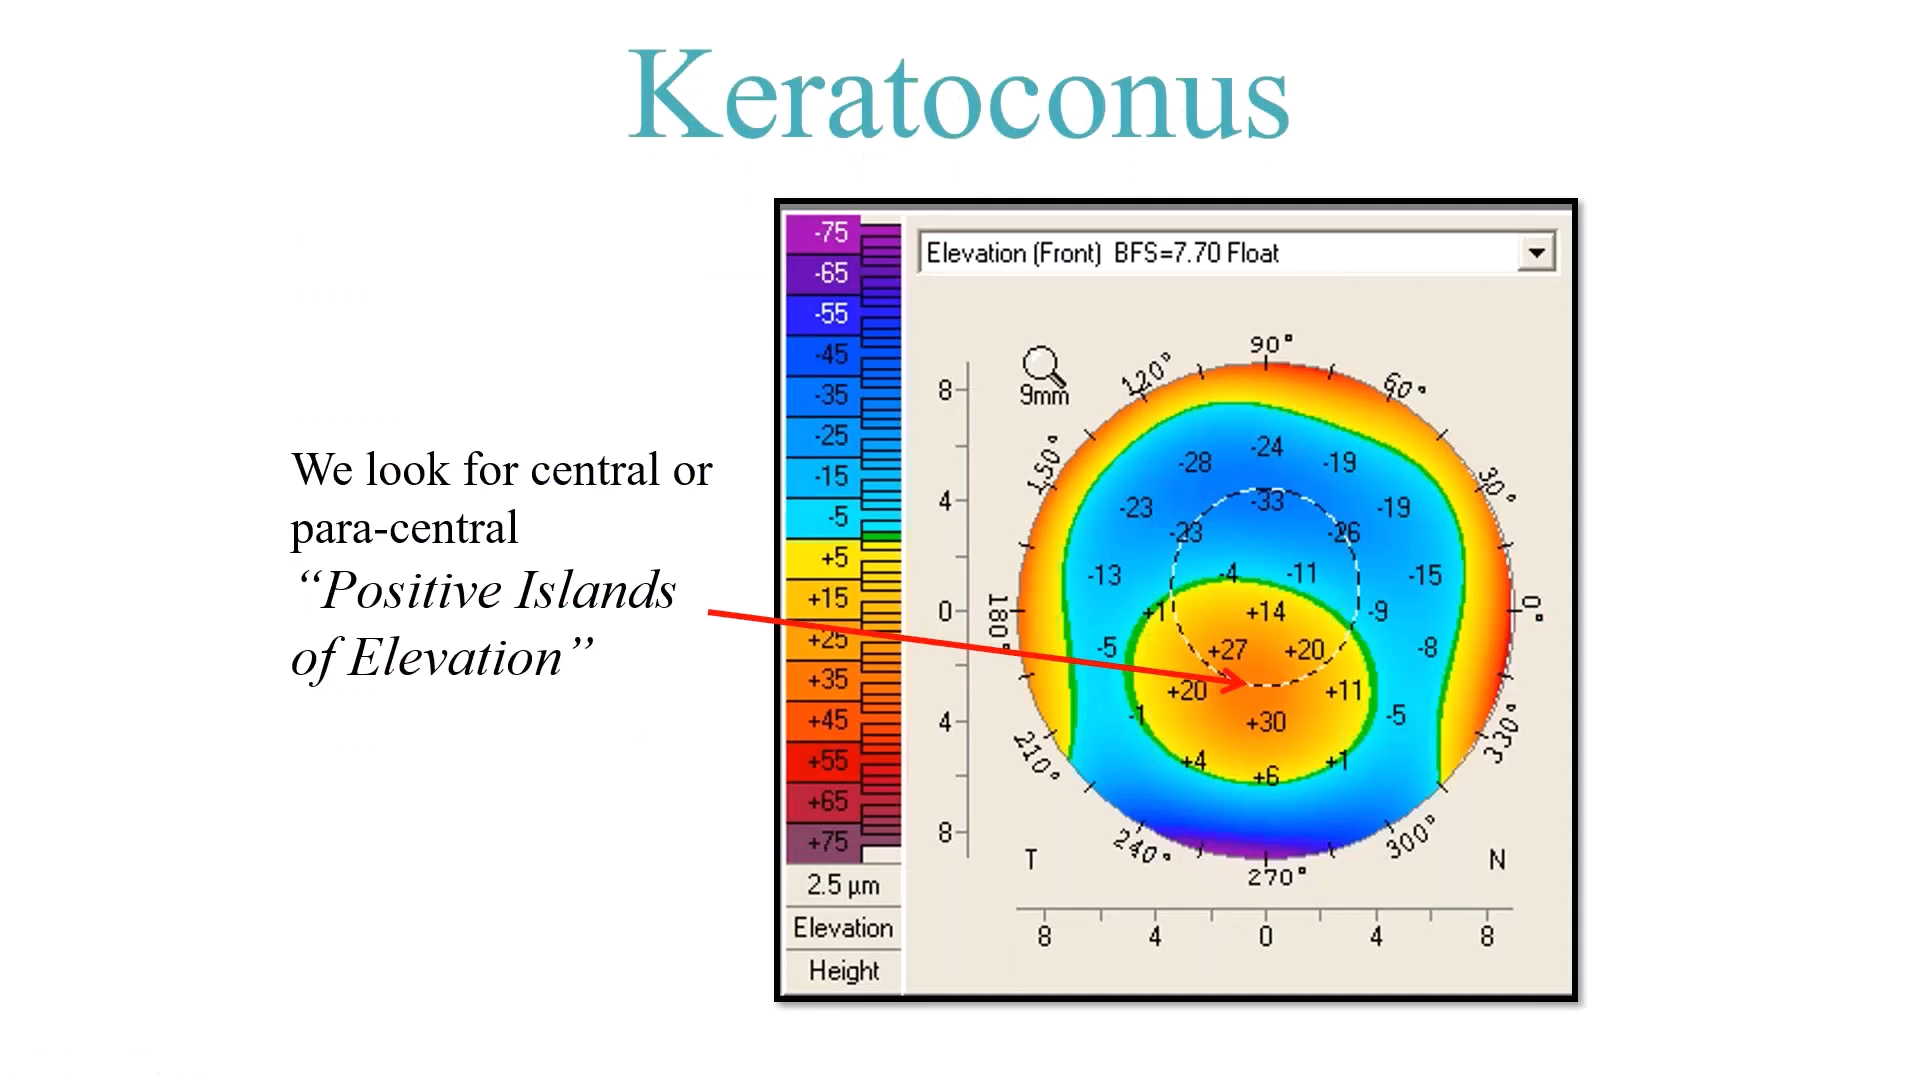 Keratoconus
We look for central or
para-central
“Positive Islands
of Elevation”
-75
-65
-55
-45
-35
-25
-15
-5
+5
+15
+25
+35
+45
+55
+65
+75
2.5 µm
Elevation
Height
Elevation (Front) BFS=7.70 Float
9mm
90°
120° 60°
150° 30°
180° 0°
210° 330°
240° 300°
270°
8
4
0
4
8
-24
-28 -19
-23 -33 -19
-23 -26
-13 -4 -11 -15
+1 +14 -9
-5 +27 +20 -8
+20 +11
-1 +30 -5
+4 +6 +1
T N
8 4 0 4 8